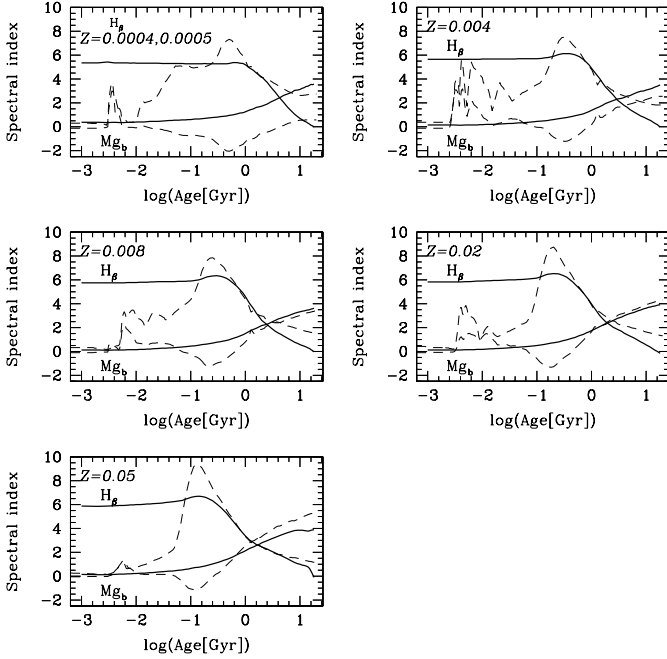 Hβ
Z=0.0004,0.0005
Spectral index
10
8
6
4
2
0
−2
Mgb
−3 −2 −1 0 1
log(Age[Gyr])
Z=0.004
Hβ
Spectral index
10
8
6
4
2
0
−2
Mgb
−3 −2 −1 0 1
log(Age[Gyr])
Z=0.008
Hβ
Spectral index
10
8
6
4
2
0
−2
Mgb
−3 −2 −1 0 1
log(Age[Gyr])
Z=0.02
Hβ
Spectral index
10
8
6
4
2
0
−2
Mgb
−3 −2 −1 0 1
log(Age[Gyr])
Z=0.05
Hβ
Spectral index
10
8
6
4
2
0
−2
Mgb
−3 −2 −1 0 1
log(Age[Gyr])